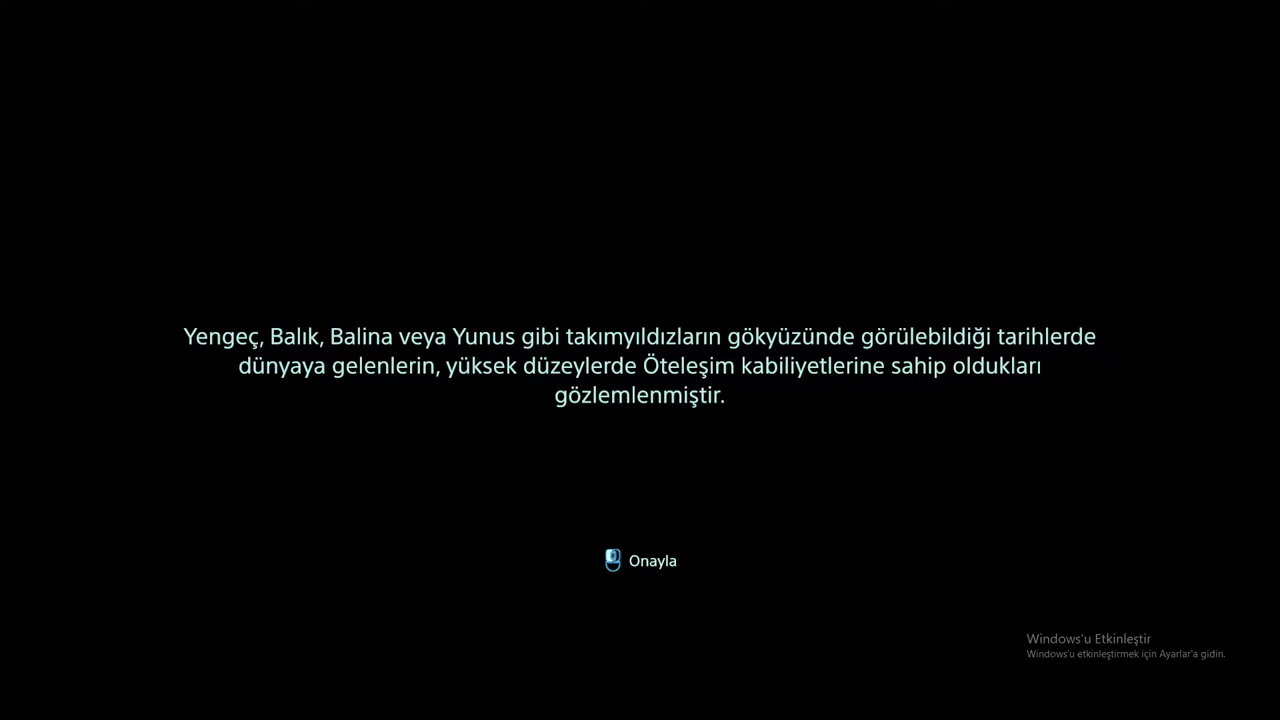 Yengeç, Balık, Balina veya Yunus gibi takımyıldızların gökyüzünde görülebildiği tarihlerde
dünyaya gelenlerin, yüksek düzeylerde Öteleşim kabiliyetlerine sahip oldukları
gözlemlenmiştir.
Onayla
Windows'u Etkinleştir
Windows'u etkinleştirmek için Ayarlar'a gidin.